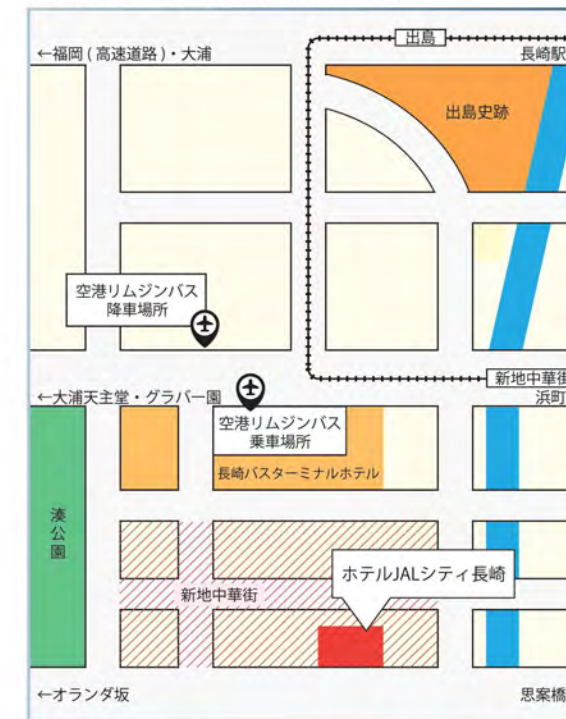 出島
←福岡(高速道路)・大浦
長崎駅
出島史跡
空港リムジンバス
降車場所
新地中華街
←大浦天主堂・グラバー園
浜町
空港リムジンバス
乗車場所
長崎バスターミナルホテル
湊公園
ホテルJALシティ長崎
新地中華街
←オランダ坂
思案橋